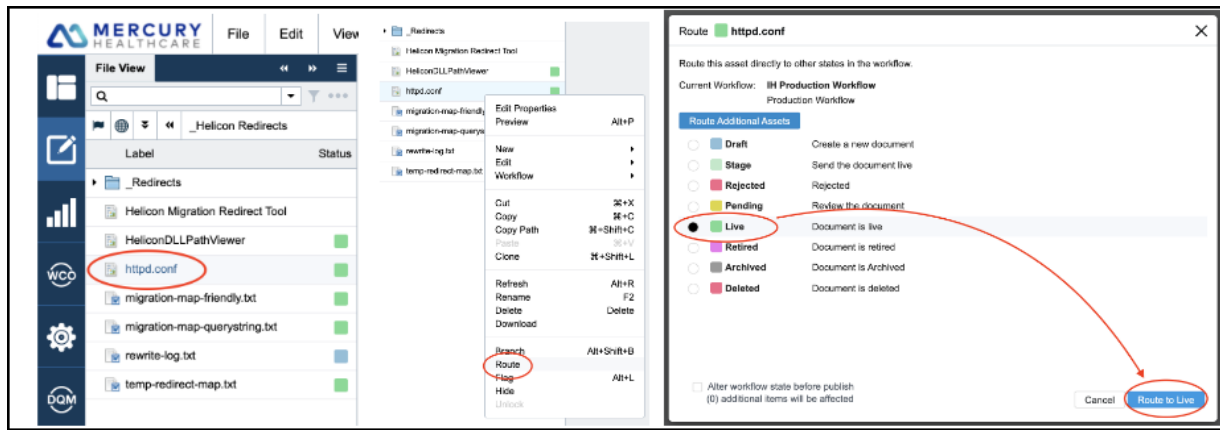 MERCURY
HEALTHCARE
File Edit View
File View
_Helicon Redirects
Label Status
_Redirects
Helicon Migration Redirect Tool
HeliconDLLPathViewer
httpd.conf
migration-map-friendly.txt
migration-map-querystring.txt
rewrite-log.txt
temp-redirect-map.txt
WCO
DQM
_Redirects
Helicon Migration Redirect Tool
HeliconDLLPathViewer
httpd.conf
migration-map-friendly
migration-map-querys
rewrite-log.txt
temp-redirect-map.txt
Edit Properties
Preview Alt+P
New
Edit
Workflow
Cut ⌘+X
Copy ⌘+C
Copy Path ⌘+Shift+C
Paste ⌘+V
Clone ⌘+Shift+L
Refresh Alt+R
Rename F2
Delete Delete
Download
Branch Alt+Shift+B
Route
Flag Alt+L
Hide
Unlock
Route httpd.conf
Route this asset directly to other states in the workflow.
Current Workflow: IH Production Workflow
Production Workflow
Route Additional Assets
Draft Create a new document
Stage Send the document live
Rejected Rejected
Pending Review the document
Live Document is live
Retired Document is retired
Archived Document is Archived
Deleted Document is deleted
Alter workflow state before publish
(0) additional items will be affected
Cancel Route to Live